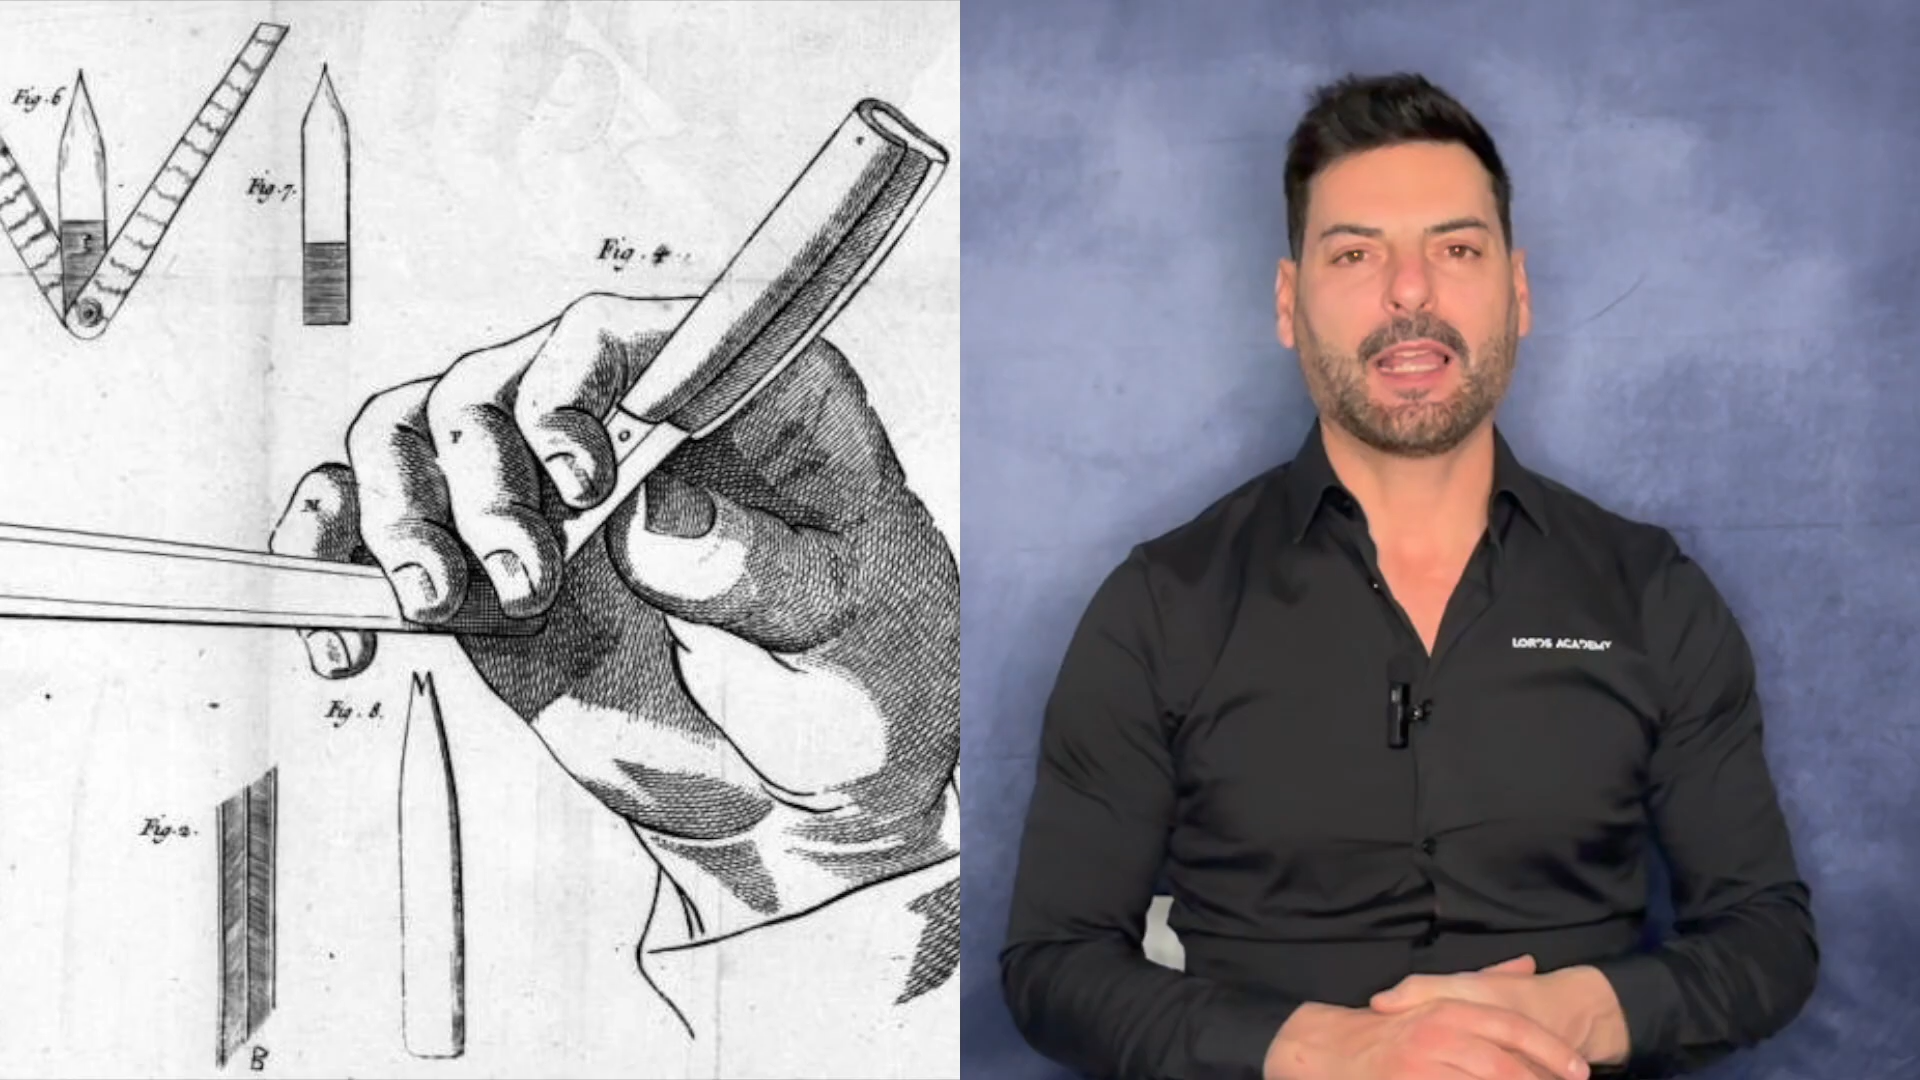 Fig. 6
Fig. 7.
Fig. 4.
Fig. 8.
Fig. 2.
B
M
P
O
LORDS ACADEMY